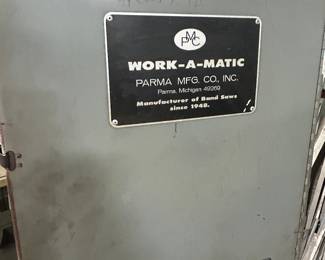 PMC
WORK-A-MATIC
PARMA MFG. CO., INC.
Parma, Michigan 49269
Manufacturer of Band Saws
since 1948.